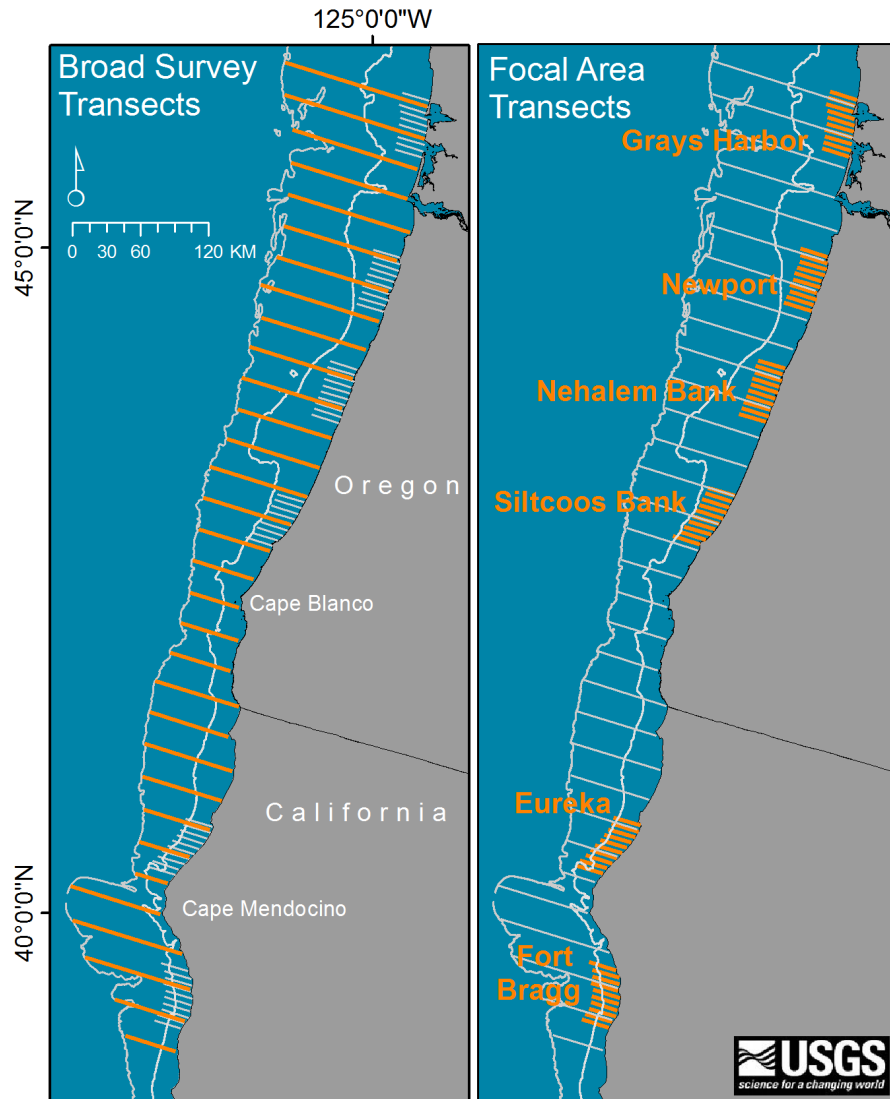 125°0'0"W
Broad Survey
Transects
0 30 60 120 KM
45°0'0"N
40°0'0"N
Oregon
Cape Blanco
California
Cape Mendocino
Focal Area
Transects
Grays Harbor
Newport
Nehalem Bank
Siltcoos Bank
Eureka
Fort
Bragg
USGS
science for a changing world